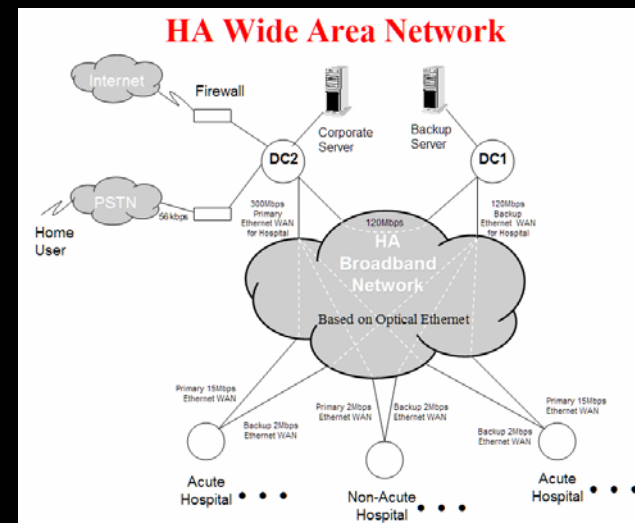 HA Wide Area Network
Internet
Firewall
Corporate
Server
Backup
Server
DC2
DC1
PSTN
56kbps
Home
User
300Mbps
Primary
Ethernet WAN
for Hospital
120Mbps
120Mbps
Backup
Ethernet WAN
for Hospital
HA
Broadband
Network
Based on Optical Ethernet
Primary 15Mbps
Ethernet WAN
Backup 2Mbps
Ethernet WAN
Primary 2Mbps
Ethernet WAN
Backup 2Mbps
Ethernet WAN
Primary 15Mbps
Ethernet WAN
Backup 2Mbps
Ethernet WAN
Acute
Hospital • • •
Non-Acute
Hospital • • •
Acute
Hospital • • •